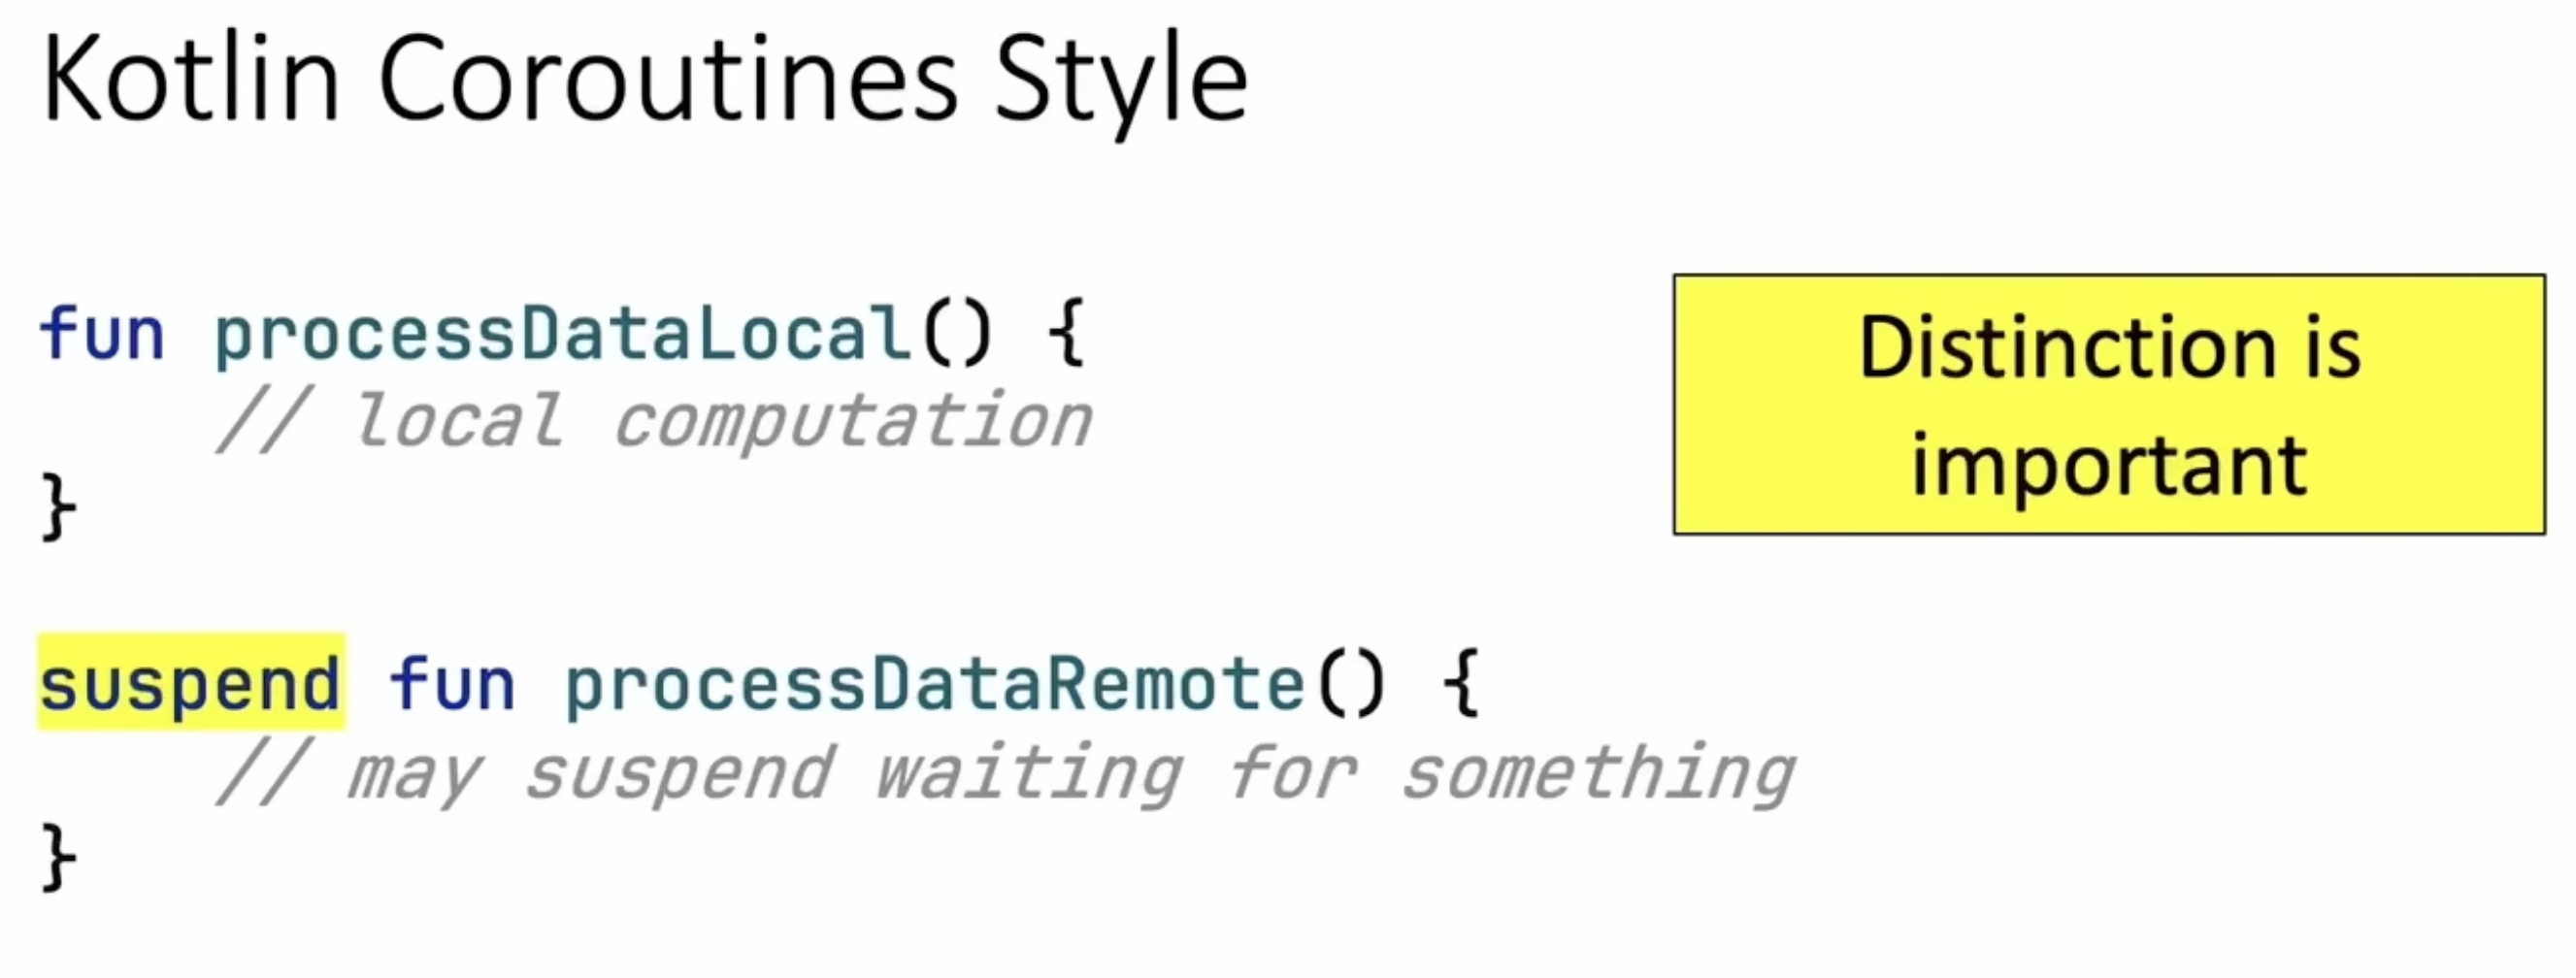 Kotlin Coroutines Style
fun processDataLocal() {
// local computation
}
Distinction is
important
suspend fun processDataRemote() {
// may suspend waiting for something
}